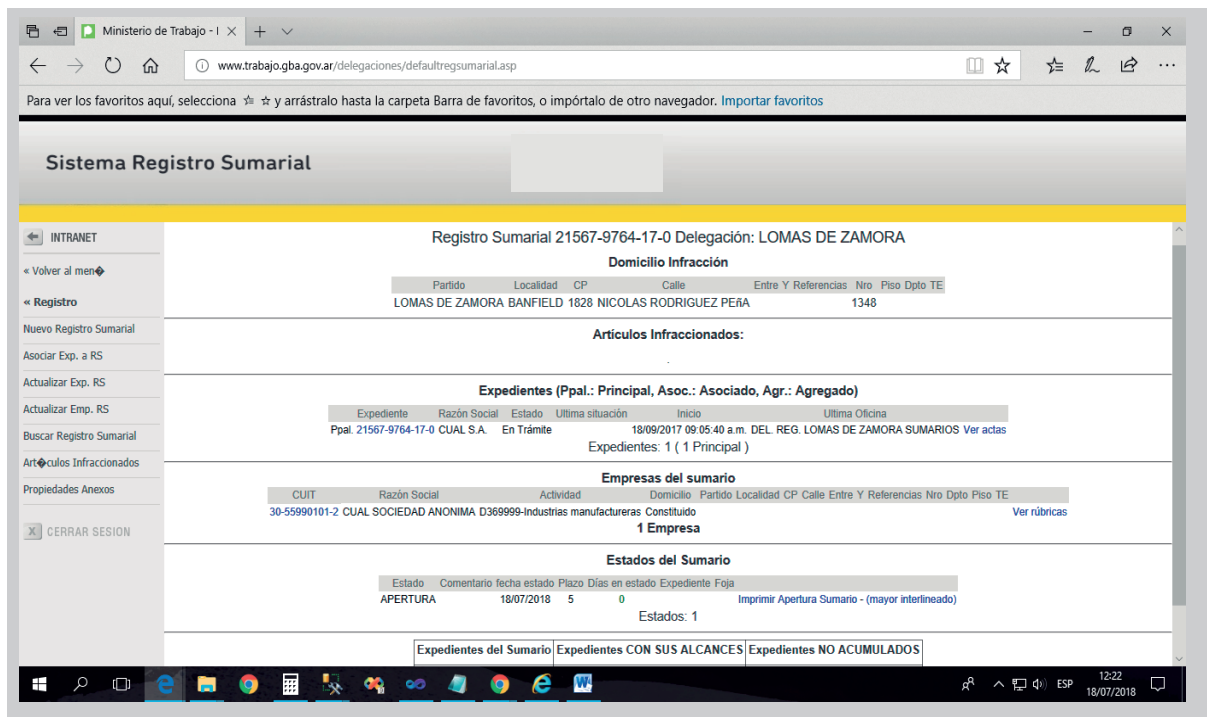 Ministerio de Trabajo - I
www.trabajo.gba.gov.ar/delegaciones/defaultregsumarial.asp
Para ver los favoritos aquí, selecciona y arrástralo hasta la carpeta Barra de favoritos, o impórtalo de otro navegador. Importar favoritos
Sistema Registro Sumarial
INTRANET
« Volver al men�
« Registro
Nuevo Registro Sumarial
Asociar Exp. a RS
Actualizar Exp. RS
Actualizar Emp. RS
Buscar Registro Sumarial
Art�culos Infraccionados
Propiedades Anexos
X CERRAR SESION
Registro Sumarial 21567-9764-17-0 Delegación: LOMAS DE ZAMORA
Domicilio Infracción
Partido Localidad CP Calle Entre Y Referencias Nro Piso Dpto TE
LOMAS DE ZAMORA BANFIELD 1828 NICOLAS RODRIGUEZ PEñA 1348
Artículos Infraccionados:
.
Expedientes (Ppal.: Principal, Asoc.: Asociado, Agr.: Agregado)
Expediente Razón Social Estado Ultima situación Inicio Ultima Oficina
Ppal. 21567-9764-17-0 CUAL S.A. En Trámite 18/09/2017 09:05:40 a.m. DEL. REG. LOMAS DE ZAMORA SUMARIOS Ver actas
Expedientes: 1 ( 1 Principal )
Empresas del sumario
CUIT Razón Social Actividad Domicilio Partido Localidad CP Calle Entre Y Referencias Nro Dpto Piso TE
30-55990101-2 CUAL SOCIEDAD ANONIMA D369999-Industrias manufactureras Constituido Ver rúbricas
1 Empresa
Estados del Sumario
Estado Comentario fecha estado Plazo Días en estado Expediente Foja
APERTURA 18/07/2018 5 0 Imprimir Apertura Sumario - (mayor interlineado)
Estados: 1
Expedientes del Sumario Expedientes CON SUS ALCANCES Expedientes NO ACUMULADOS
ESP
12:22
18/07/2018